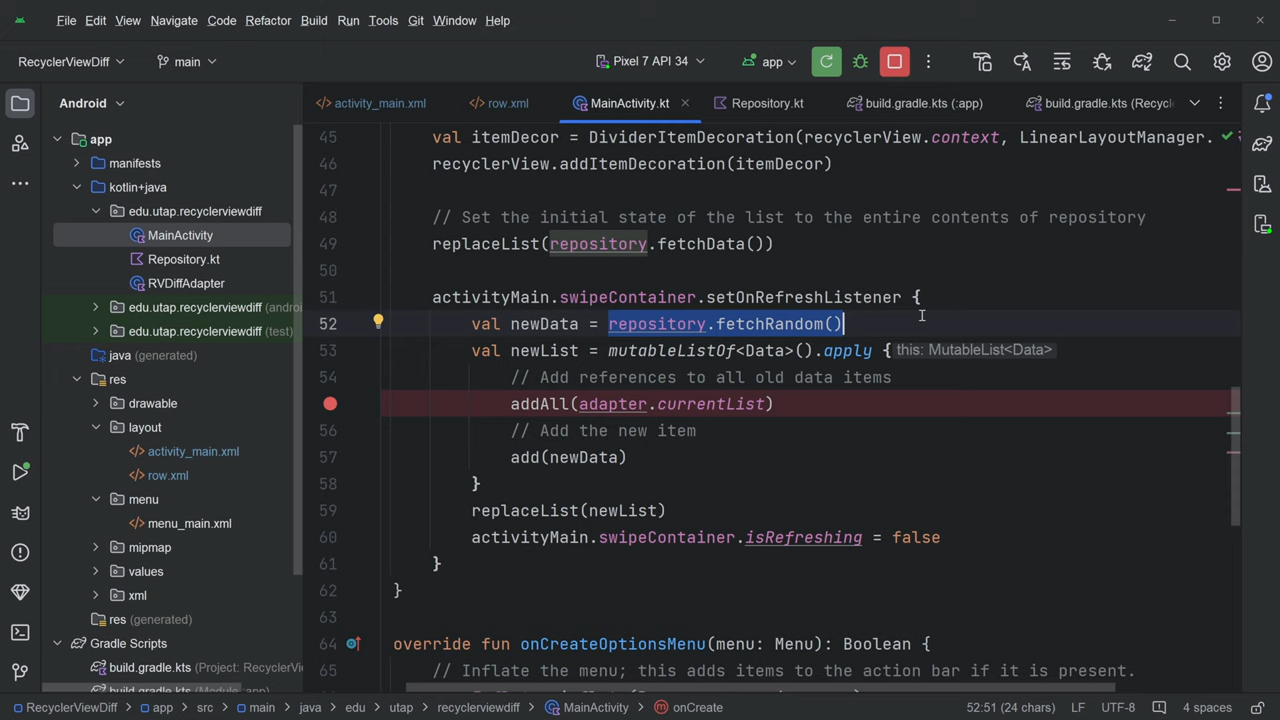 File Edit View Navigate Code Refactor Build Run Tools Git Window Help
RecyclerViewDiff main Pixel 7 API 34 app
Android
activity_main.xml row.xml MainActivity.kt Repository.kt build.gradle.kts (:app) build.gradle.kts (Recycl
app
manifests
kotlin+java
edu.utap.recyclerviewdiff
MainActivity
Repository.kt
RVDiffAdapter
edu.utap.recyclerviewdiff (android
edu.utap.recyclerviewdiff (test)
java (generated)
res
drawable
layout
activity_main.xml
row.xml
menu
menu_main.xml
mipmap
values
xml
res (generated)
Gradle Scripts
build.gradle.kts (Project: RecyclerVi
build.gradle.kts (Module :app)
45 val itemDecor = DividerItemDecoration(recyclerView.context, LinearLayoutManager.
46 recyclerView.addItemDecoration(itemDecor)
47
48 // Set the initial state of the list to the entire contents of repository
49 replaceList(repository.fetchData())
50
51 activityMain.swipeContainer.setOnRefreshListener {
52 val newData = repository.fetchRandom()
53 val newList = mutableListOf<Data>().apply { this: MutableList<Data>
54 // Add references to all old data items
addAll(adapter.currentList)
56 // Add the new item
57 add(newData)
58 }
59 replaceList(newList)
60 activityMain.swipeContainer.isRefreshing = false
61 }
62 }
63
64 override fun onCreateOptionsMenu(menu: Menu): Boolean {
65 // Inflate the menu; this adds items to the action bar if it is present.
RecyclerViewDiff app src main java edu utap recyclerviewdiff MainActivity onCreate 52:51 (24 chars) LF UTF-8 4 spaces